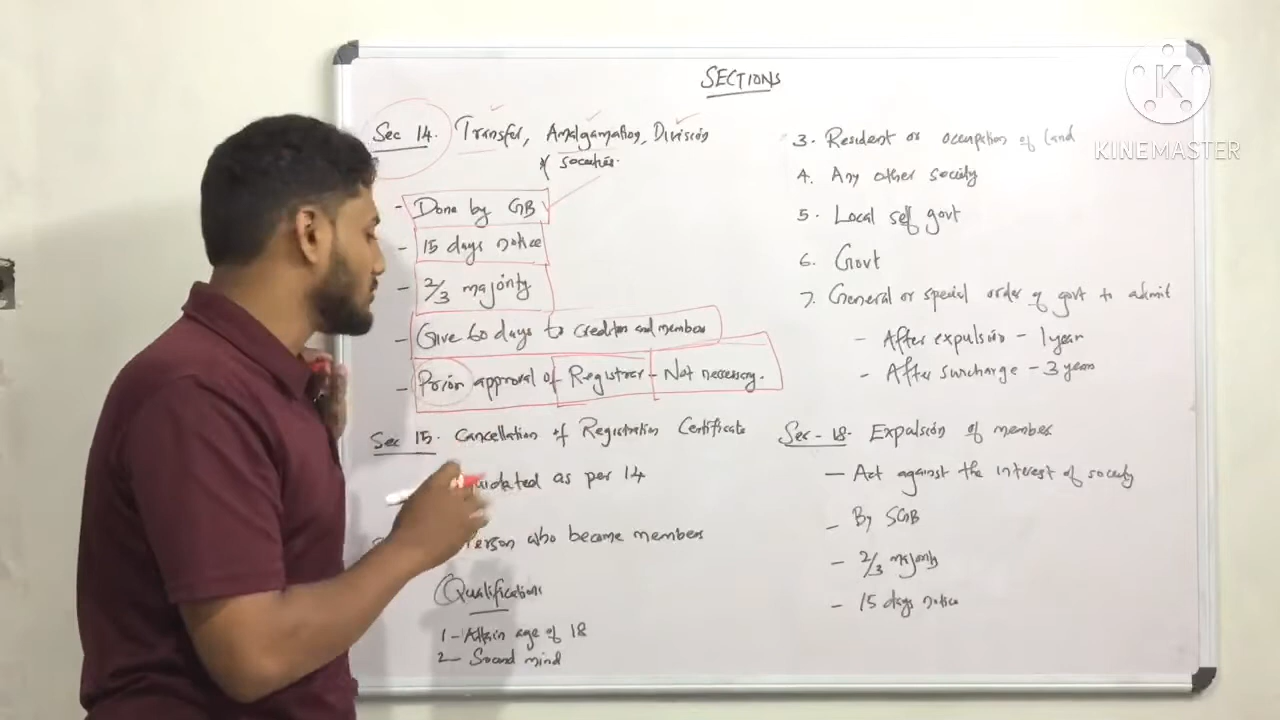 SECTIONS
Sec 14. Transfer, Amalgamation, Division
of societies.
- Done by GB
- 15 days notice
- 2/3 majority
- Give 60 days to creditors and members
- Prior approval of Registrar - Not necessary.
Sec 15. Cancellation of Registration Certificate
as per 14
Person who become members
Qualifications
1 - Attain age of 18
2 - Sound mind
3. Resident or occupation of land
4. Any other society
5. Local self govt
6. Govt
7. General or special order of govt to admit
- After expulsion - 1 year
- After surcharge - 3 years
Sec - 18. Expulsion of member
- Act against the interest of society
- By SGB
- 2/3 majority
- 15 days notice
K
KINEMASTER